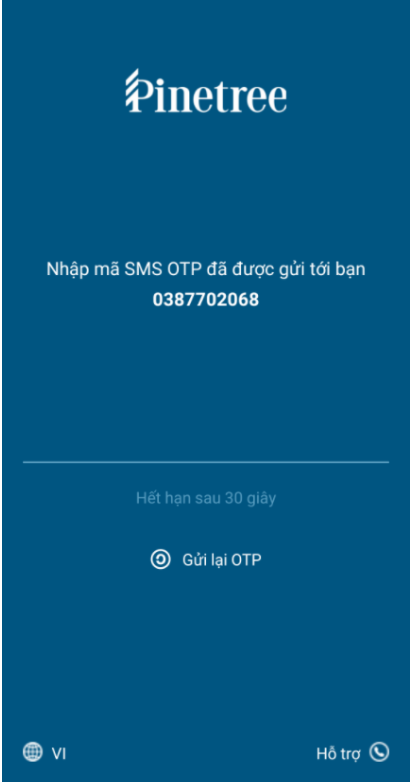 Pinetree
Nhập mã SMS OTP đã được gửi tới bạn
0387702068
Hết hạn sau 30 giây
Gửi lại OTP
VI
Hỗ trợ